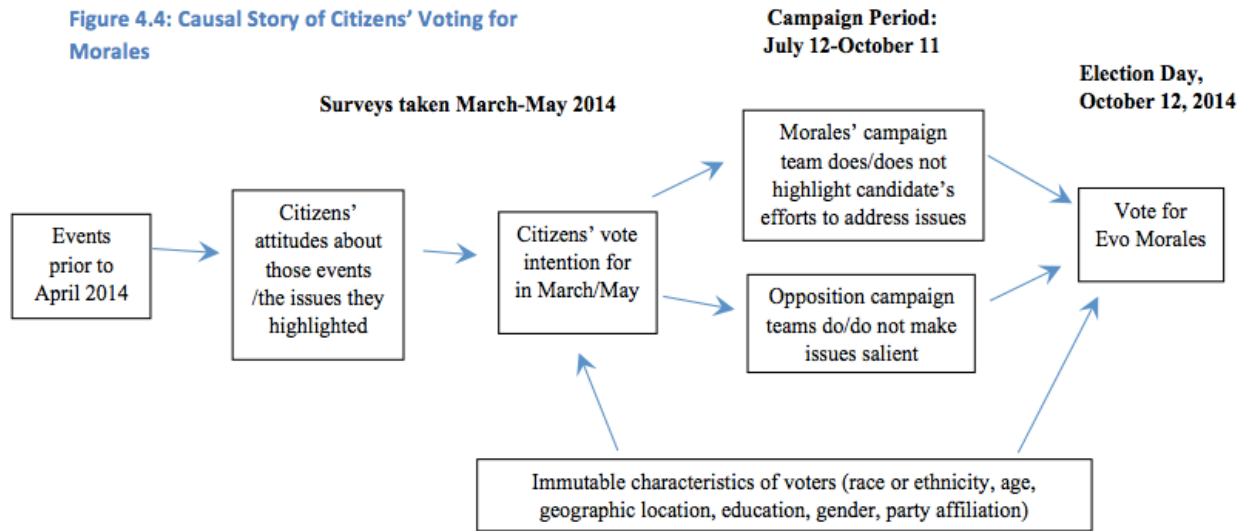 Figure 4.4: Causal Story of Citizens’ Voting for
Morales
Campaign Period:
July 12-October 11
Election Day,
October 12, 2014
Surveys taken March-May 2014
Events
prior to
April 2014
Citizens’
attitudes about
those events
/the issues they
highlighted
Citizens’ vote
intention for
in March/May
Morales’ campaign
team does/does not
highlight candidate’s
efforts to address issues
Opposition campaign
teams do/do not make
issues salient
Vote for
Evo Morales
Immutable characteristics of voters (race or ethnicity, age,
geographic location, education, gender, party affiliation)